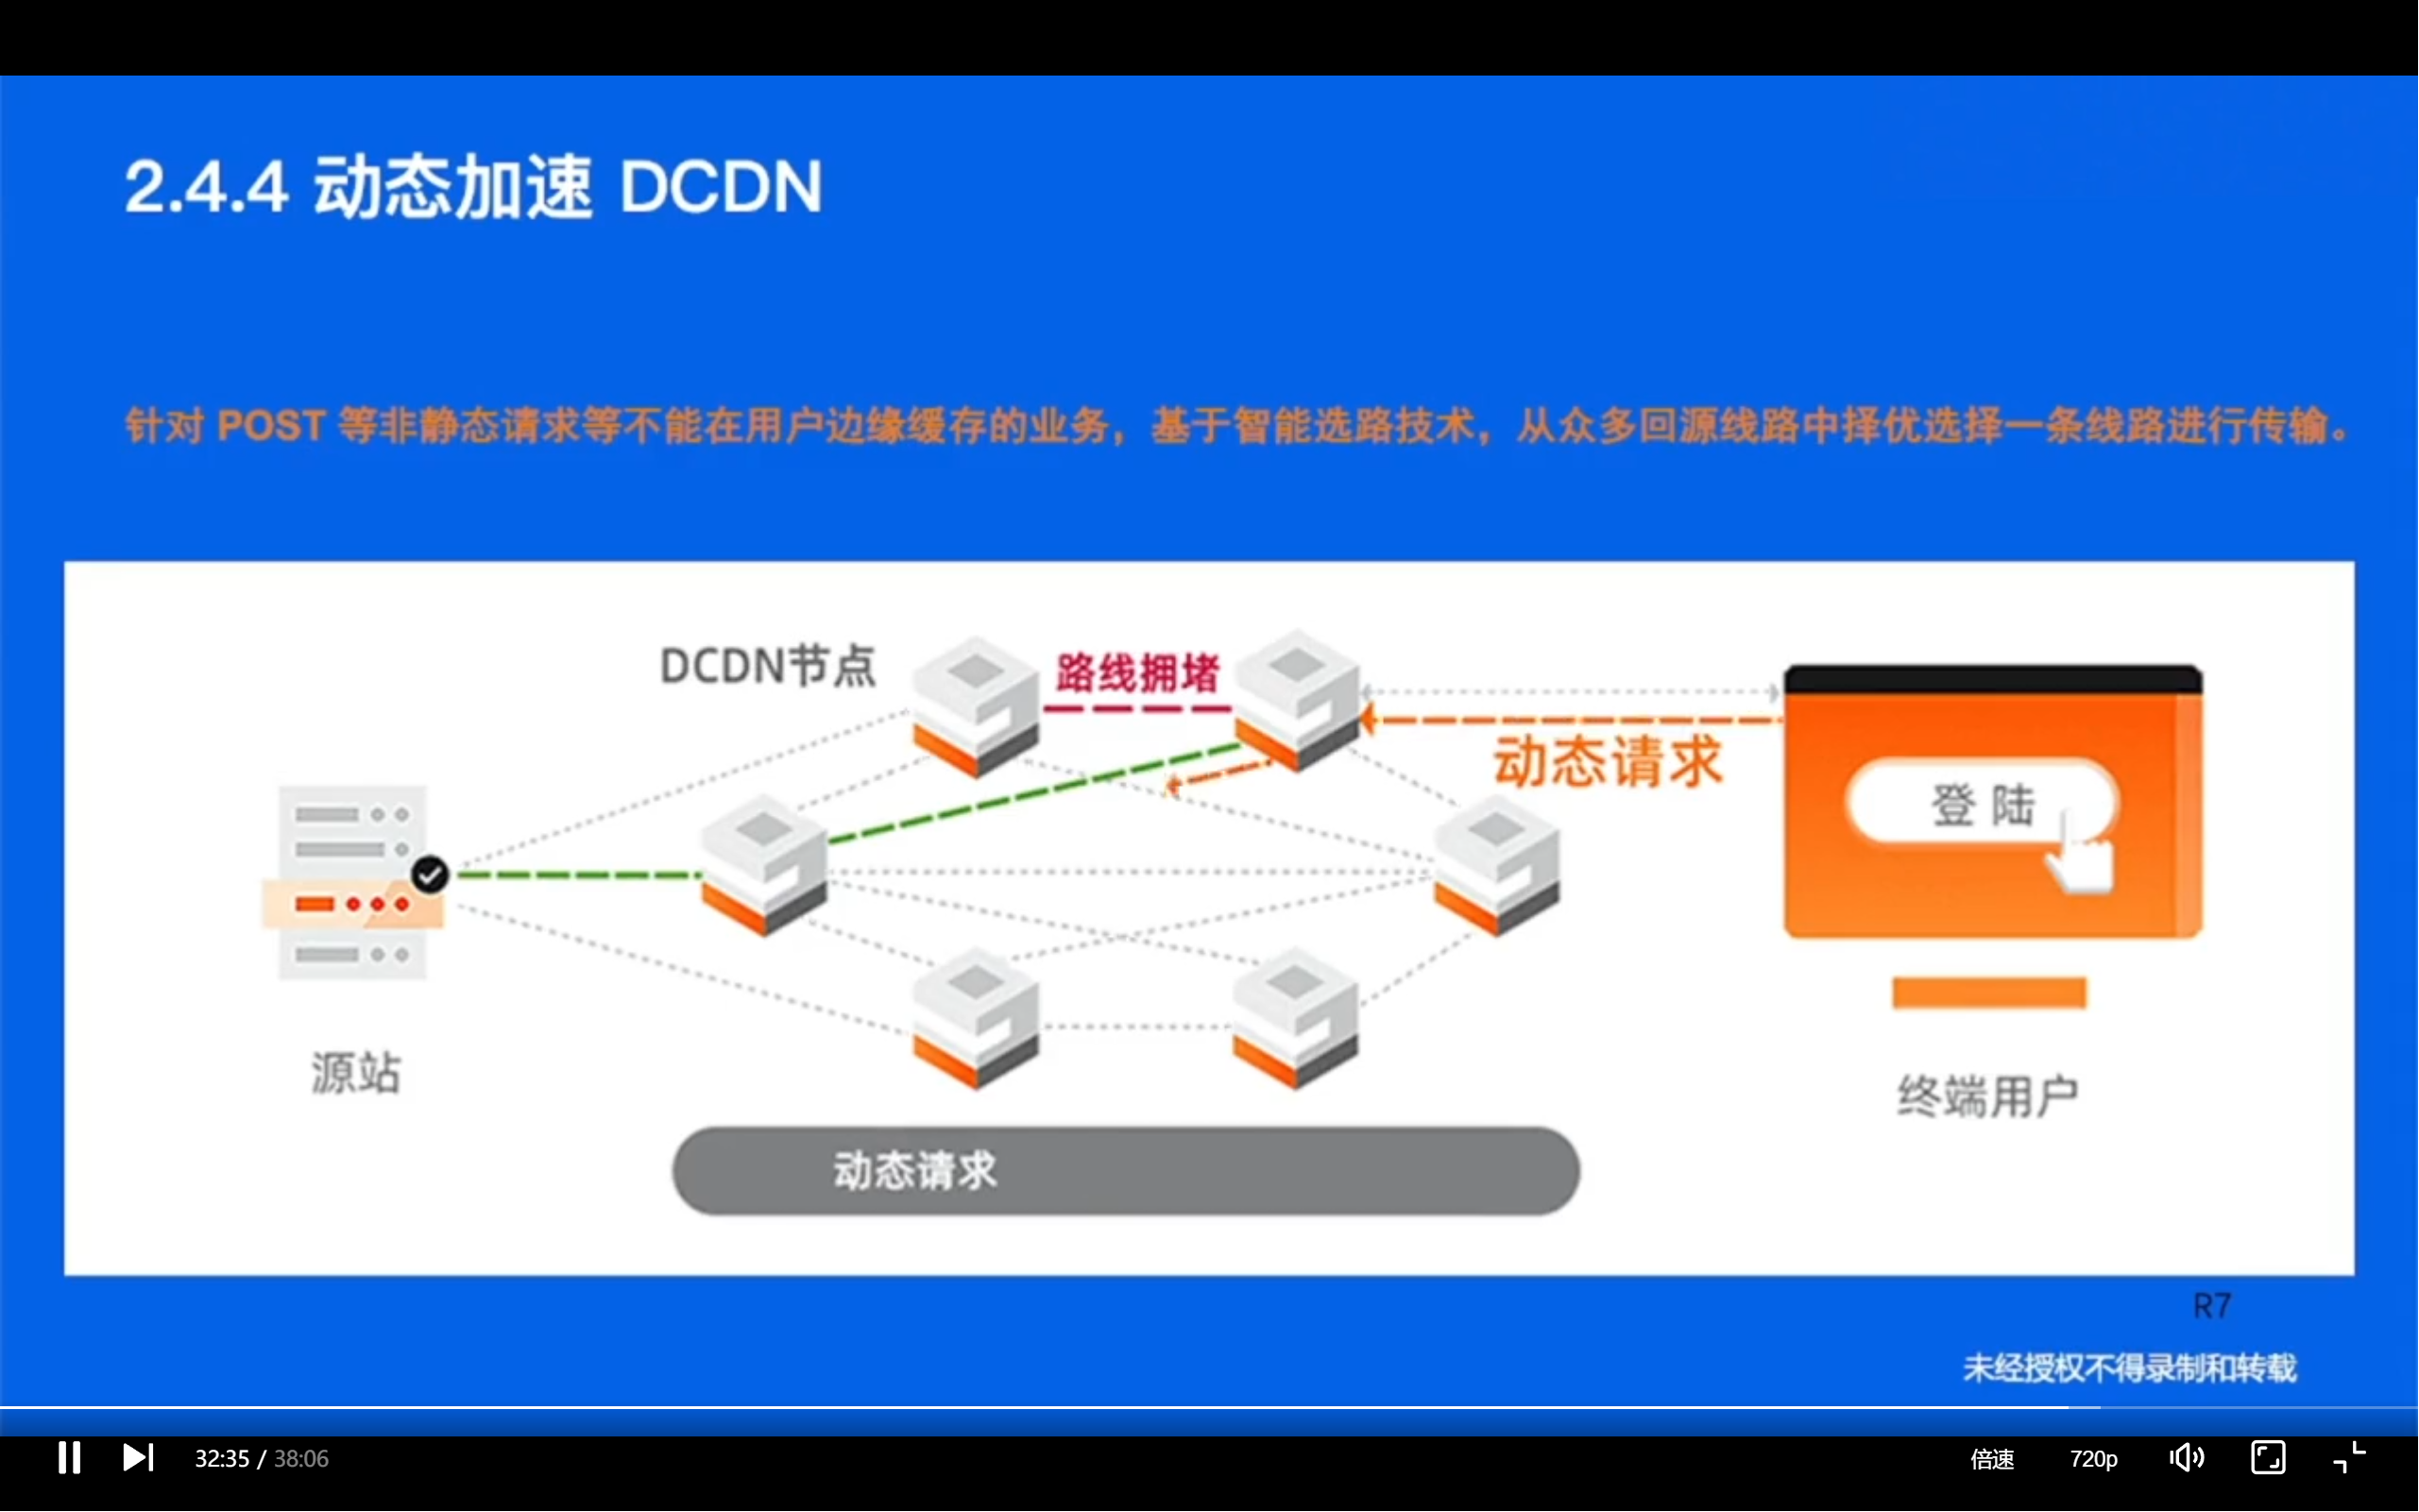 2.4.4 动态加速 DCDN
针对 POST 等非静态请求等不能在用户边缘缓存的业务，基于智能选路技术，从众多回源线路中择优选择一条线路进行传输。
DCDN节点
路线拥堵
动态请求
登 陆
源站
终端用户
动态请求
R7
未经授权不得录制和转载
32:35 / 38:06
倍速
720p